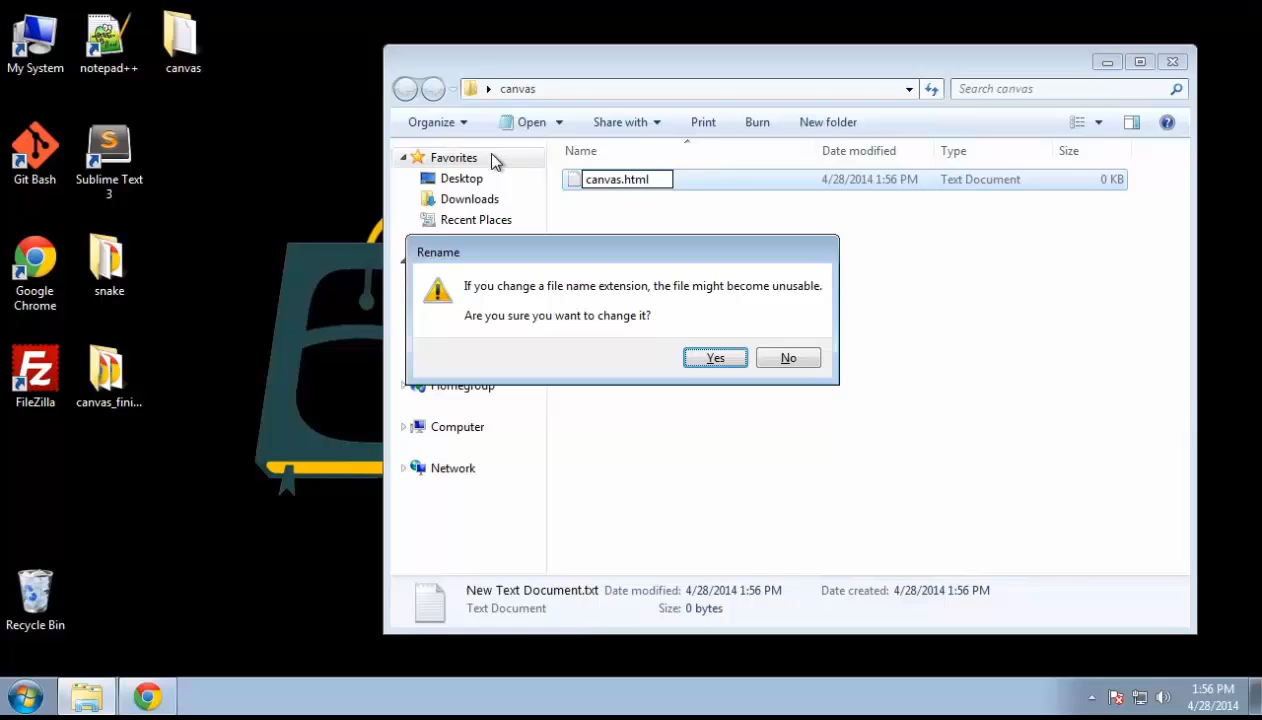 My System
notepad++
canvas
Git Bash
Sublime Text
3
Google
Chrome
snake
FileZilla
canvas_fini...
Recycle Bin
canvas
Search canvas
Organize
Open
Share with
Print
Burn
New folder
Favorites
Desktop
Downloads
Recent Places
Name
Date modified
Type
Size
canvas.html
4/28/2014 1:56 PM
Text Document
0 KB
Rename
If you change a file name extension, the file might become unusable.
Are you sure you want to change it?
Yes
No
Homegroup
Computer
Network
New Text Document.txt
Date modified: 4/28/2014 1:56 PM
Date created: 4/28/2014 1:56 PM
Text Document
Size: 0 bytes
1:56 PM
4/28/2014